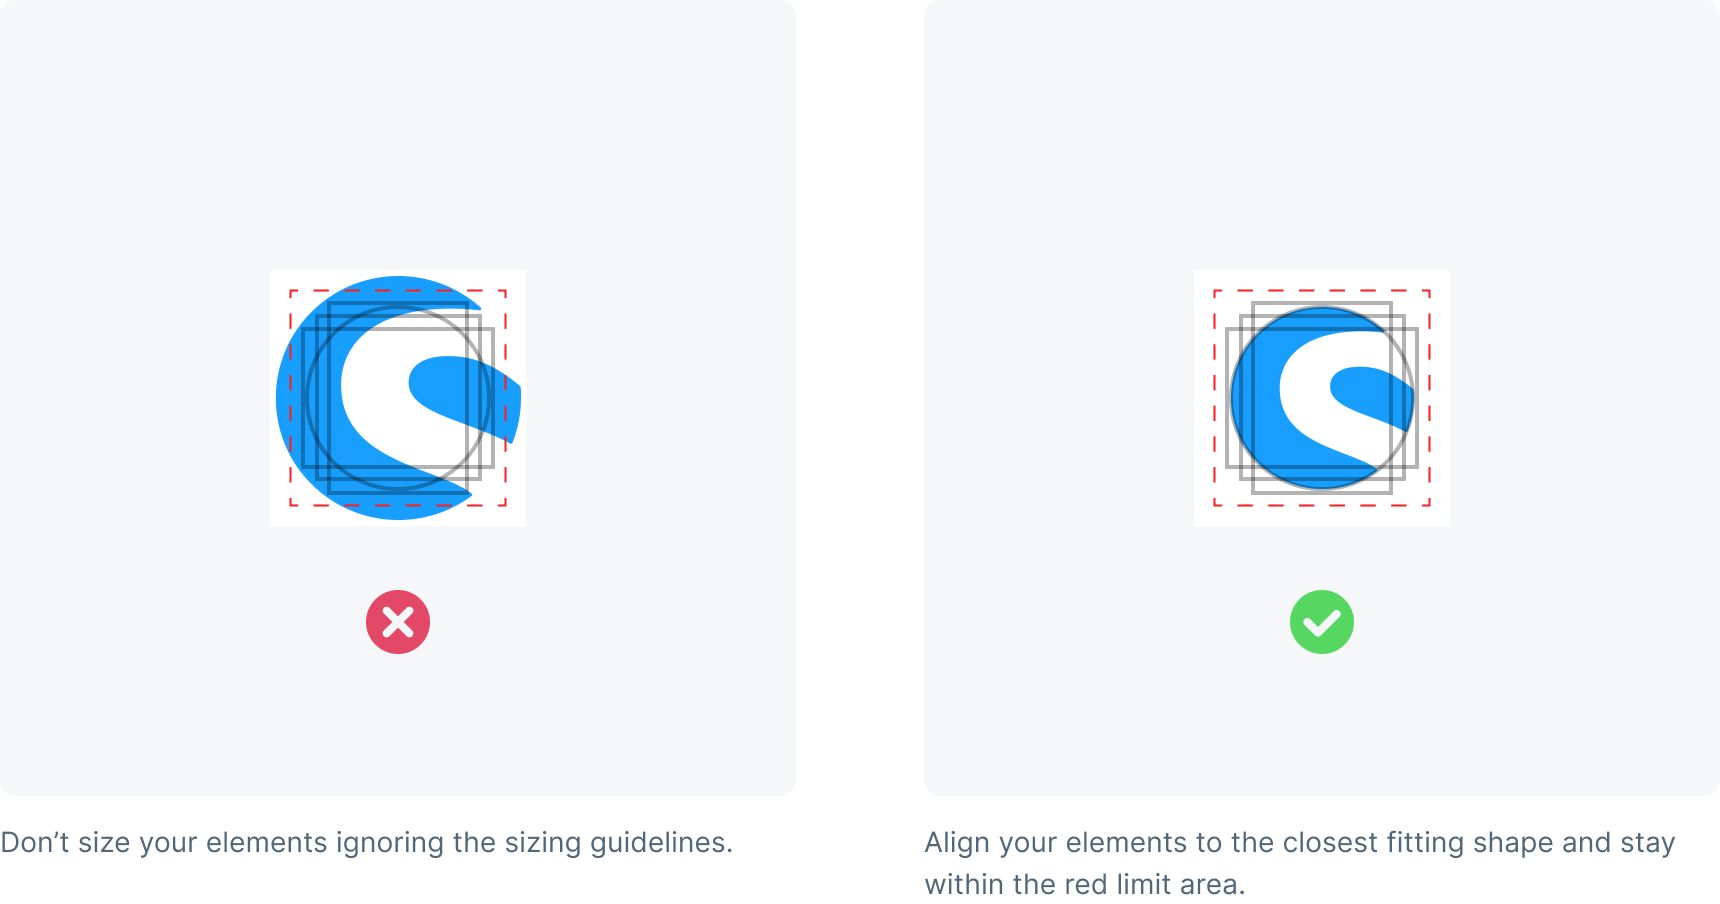 Don’t size your elements ignoring the sizing guidelines.
Align your elements to the closest fitting shape and stay
within the red limit area.